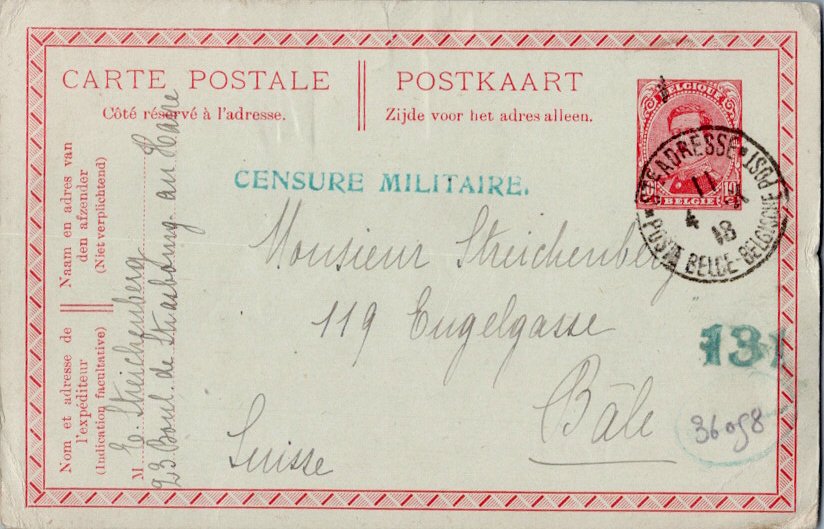 CARTE POSTALE
Côté réservé à l'adresse.
POSTKAART
Zijde voor het adres alleen.
BELGIQUE
BELGIE
STE ADRESSE
11
4
18
POSTA BELGE-BELGISCHE POST
CENSURE MILITAIRE.
Monsieur Streichenberg
119 Engelgasse
Bâle
Suisse
131
Naam en adres van
den afzender
(Niet verplichtend)
Nom et adresse de
l'expéditeur
(Indication facultative)
M
E. Streichenberg
23 Boul. de Strasbourg au Havre